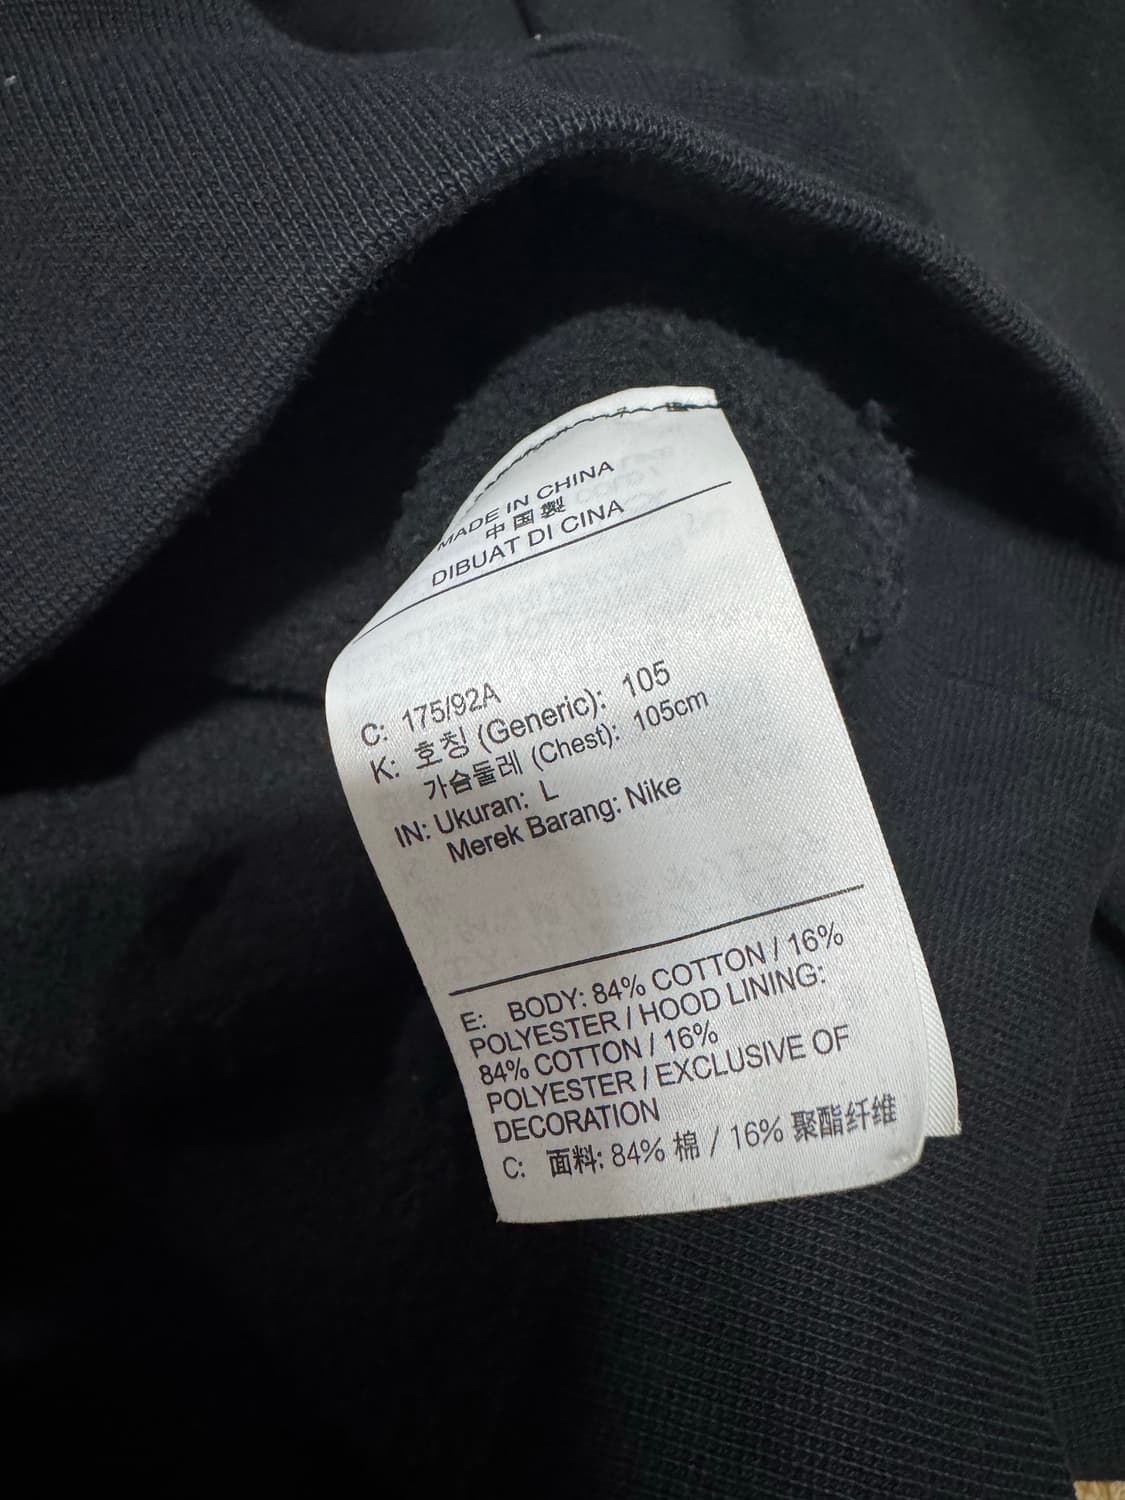 MADE IN CHINA
中国製
DIBUAT DI CINA
C: 175/92A
K: 호칭 (Generic): 105
가슴둘레 (Chest): 105cm
IN: Ukuran: L
Merek Barang: Nike
E: BODY: 84% COTTON / 16%
POLYESTER / HOOD LINING:
84% COTTON / 16%
POLYESTER / EXCLUSIVE OF
DECORATION
C: 面料: 84% 棉 / 16% 聚酯纤维